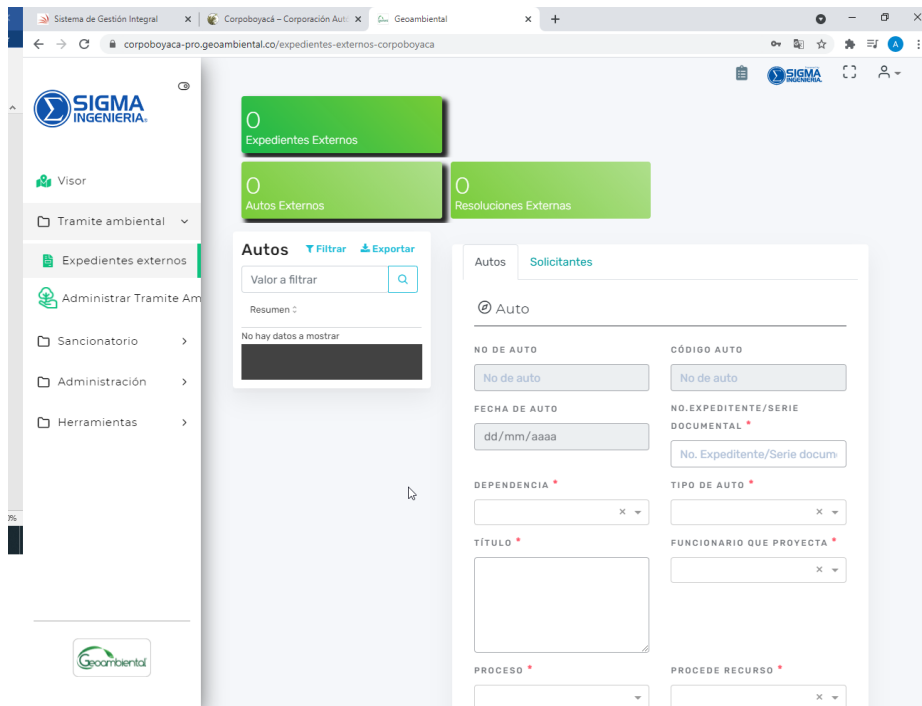 Sistema de Gestión Integral
Corpoboyacá – Corporación Aut
Geoambiental
corpoboyaca-pro.geoambiental.co/expedientes-externos-corpoboyaca
A
SIGMA
INGENIERIA.
SIGMA
INGENIERIA.
0
Expedientes Externos
0
Autos Externos
0
Resoluciones Externas
Visor
Tramite ambiental
Expedientes externos
Administrar Tramite Am
Sancionatorio
Administración
Herramientas
Geoambiental
Autos
Filtrar
Exportar
Valor a filtrar
Resumen
No hay datos a mostrar
Autos
Solicitantes
Auto
NO DE AUTO
CÓDIGO AUTO
No de auto
No de auto
FECHA DE AUTO
NO.EXPEDITENTE/SERIE
DOCUMENTAL *
dd/mm/aaaa
No. Expeditente/Serie docum
DEPENDENCIA *
TIPO DE AUTO *
TÍTULO *
FUNCIONARIO QUE PROYECTA *
PROCESO *
PROCEDE RECURSO *